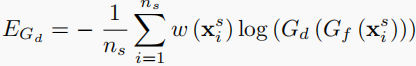 E_{G_d} = - \frac{1}{n_s} \sum_{i=1}^{n_s} w(\mathbf{x}_i^s) \log(G_d(G_f(\mathbf{x}_i^s)))